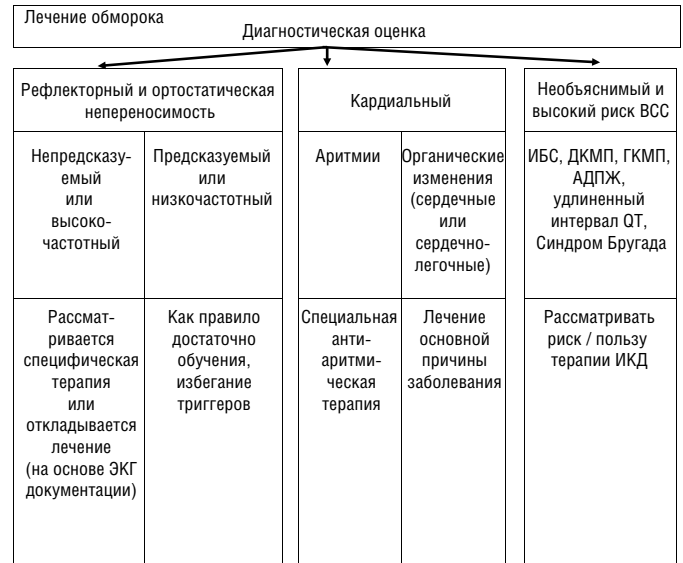 Лечение обморока
Диагностическая оценка
Рефлекторный и ортостатическая
непереносимость
Кардиальный
Необъяснимый и
высокий риск ВСС
Непредсказу-
емый
или
высоко-
частотный
Предсказуемый
или
низкочастотный
Аритмии
Органические
изменения
(сердечные
или
сердечно-
легочные)
ИБС, ДКМП, ГКМП,
АДПЖ,
удлиненный
интервал QT,
Синдром Бругада
Рассмат-
ривается
специфическая
терапия
или
откладывается
лечение
(на основе ЭКГ
документации)
Как правило
достаточно
обучения,
избегание
триггеров
Специальная
анти-
аритми-
ческая
терапия
Лечение
основной
причины
заболевания
Рассматривать
риск / пользу
терапии ИКД